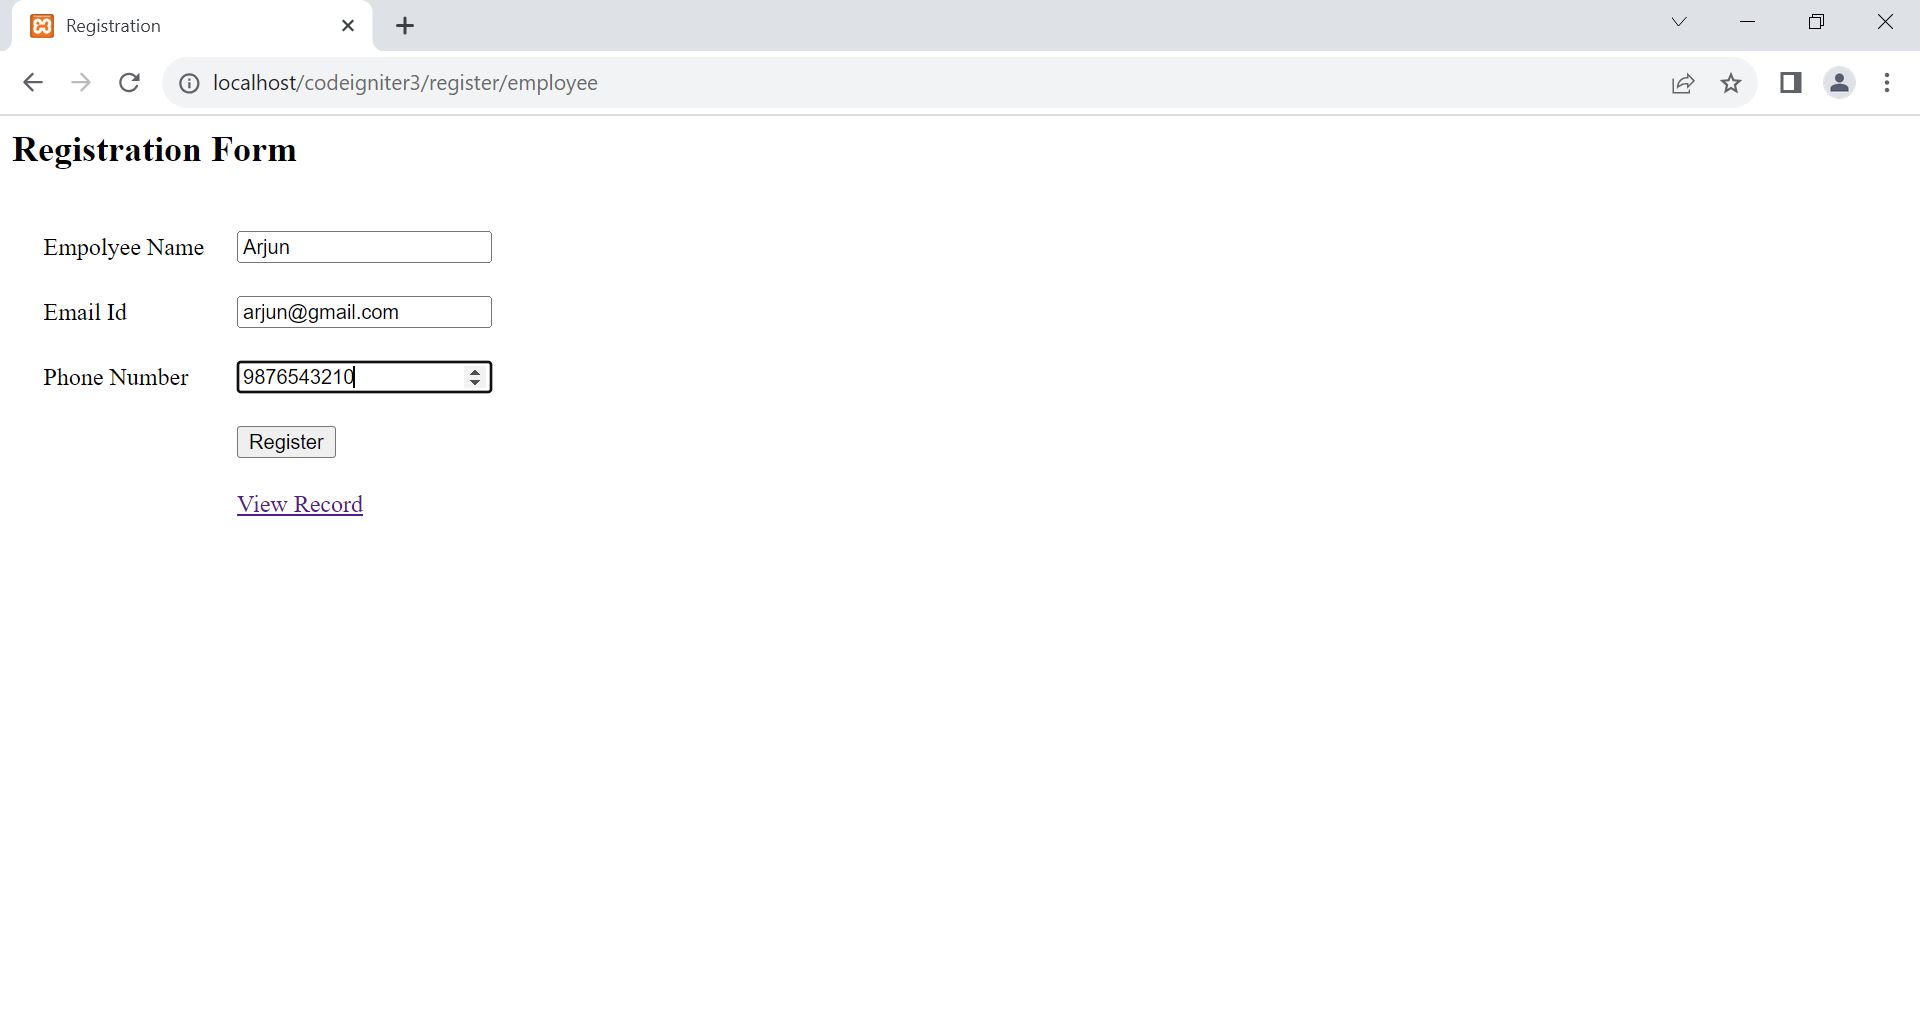 Registration
localhost/codeigniter3/register/employee
Registration Form
Empolyee Name Arjun
Email Id arjun@gmail.com
Phone Number 9876543210
Register
View Record